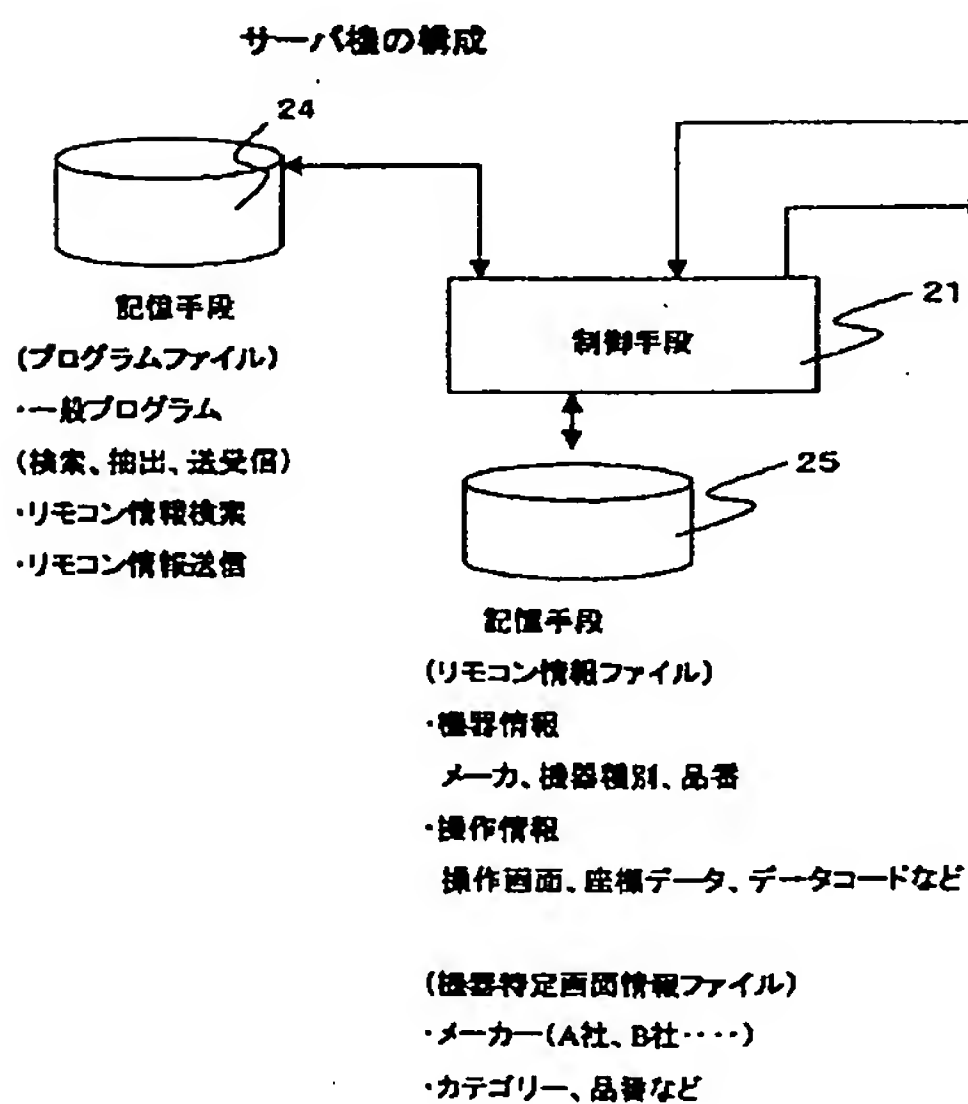 サーバ機の構成
24
記憶手段
(プログラムファイル)
・一般プログラム
(検索、抽出、送受信)
・リモコン情報検索
・リモコン情報送信
制御手段
21
25
記憶手段
(リモコン情報ファイル)
・機器情報
メーカ、機器種別、品番
・操作情報
操作画面、座標データ、データコードなど
(機器特定画面情報ファイル)
・メーカー(A社、B社‥‥)
・カテゴリー、品番など